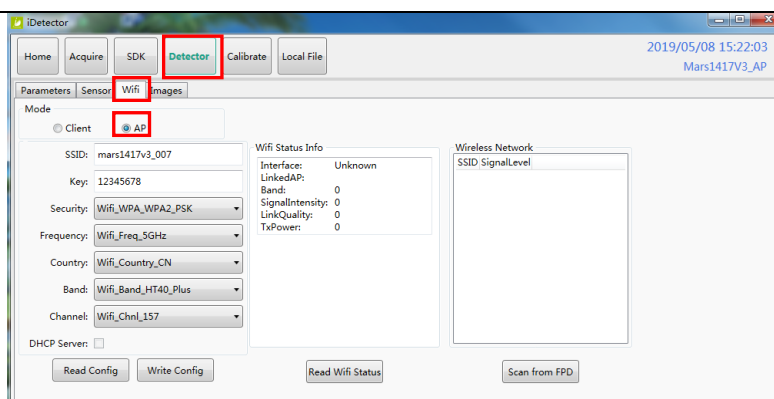 iDetector
Home Acquire SDK Detector Calibrate Local File
2019/05/08 15:22:03
Mars1417V3_AP
Parameters Sensor Wifi Images
Mode
Client AP
SSID: mars1417v3_007
Key: 12345678
Security: Wifi_WPA_WPA2_PSK
Frequency: Wifi_Freq_5GHz
Country: Wifi_Country_CN
Band: Wifi_Band_HT40_Plus
Channel: Wifi_Chnl_157
DHCP Server:
Read Config Write Config
Wifi Status Info
Interface: Unknown
LinkedAP:
Band: 0
SignalIntensity: 0
LinkQuality: 0
TxPower: 0
Read Wifi Status
Wireless Network
SSID SignalLevel
Scan from FPD